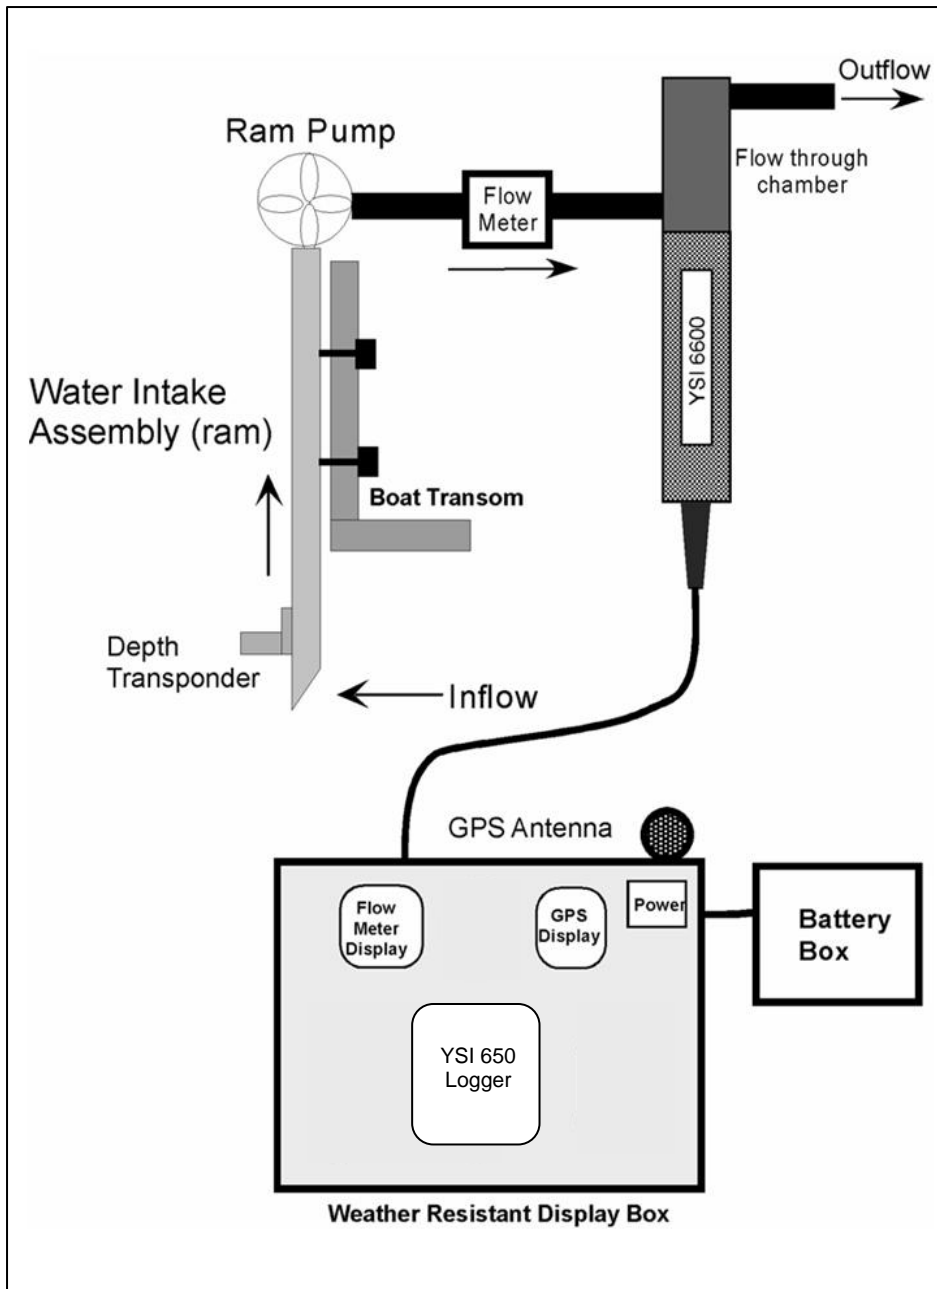 Outflow
Ram Pump
Flow through
chamber
Flow
Meter
YSI 6600
Water Intake
Assembly (ram)
Boat Transom
Depth
Transponder
Inflow
GPS Antenna
Flow
Meter
Display
GPS
Display
Power
Battery
Box
YSI 650
Logger
Weather Resistant Display Box